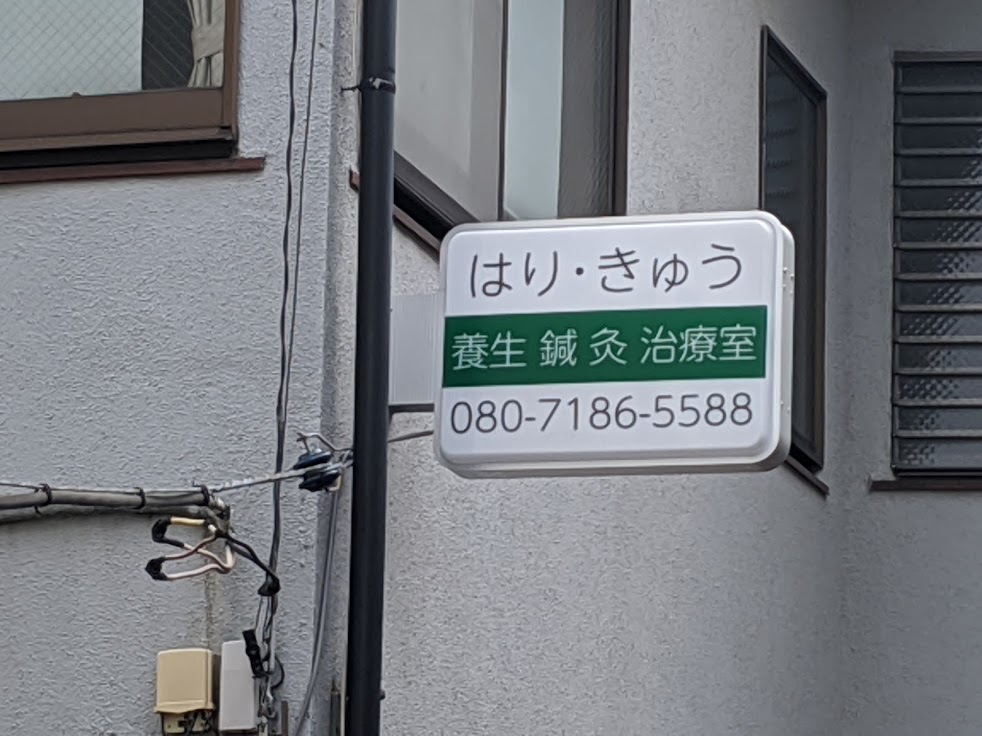 はり・きゅう
養生 鍼 灸 治療室
080-7186-5588